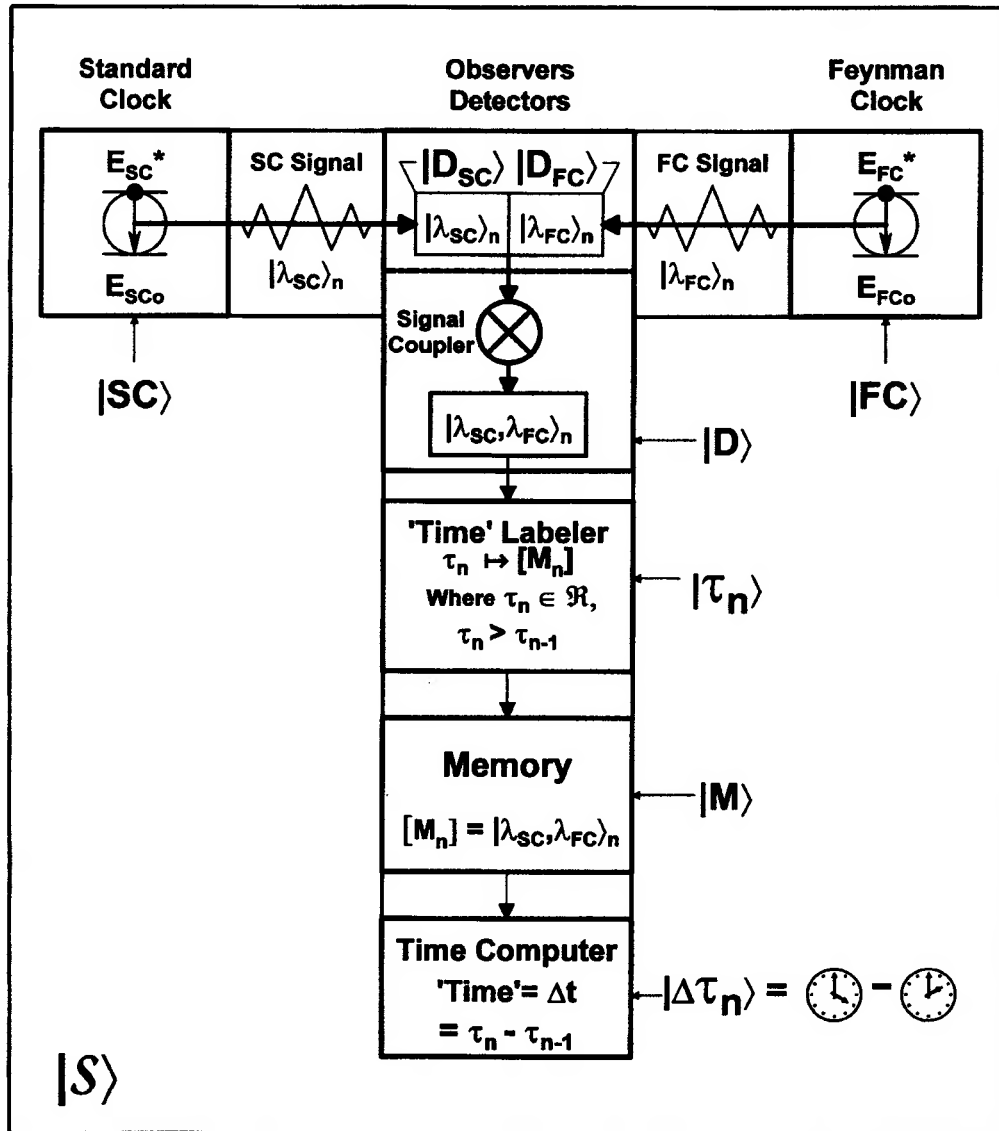 Standard
Clock
Observers
Detectors
Feynman
Clock
E_SC*
SC Signal
|D_SC⟩ |D_FC⟩
FC Signal
E_FC*
|λ_SC⟩_n
|λ_FC⟩_n
|λ_SC⟩_n
|λ_FC⟩_n
E_SCo
E_FCo
Signal
Coupler
|SC⟩
|FC⟩
|λ_SC,λ_FC⟩_n
|D⟩
'Time' Labeler
τ_n ↦ [M_n]
Where τ_n ∈ ℜ,
τ_n > τ_n-1
|τ_n⟩
Memory
[M_n] = |λ_SC,λ_FC⟩_n
|M⟩
Time Computer
'Time'= Δt
= τ_n - τ_n-1
|Δτ_n⟩ = -
|S⟩